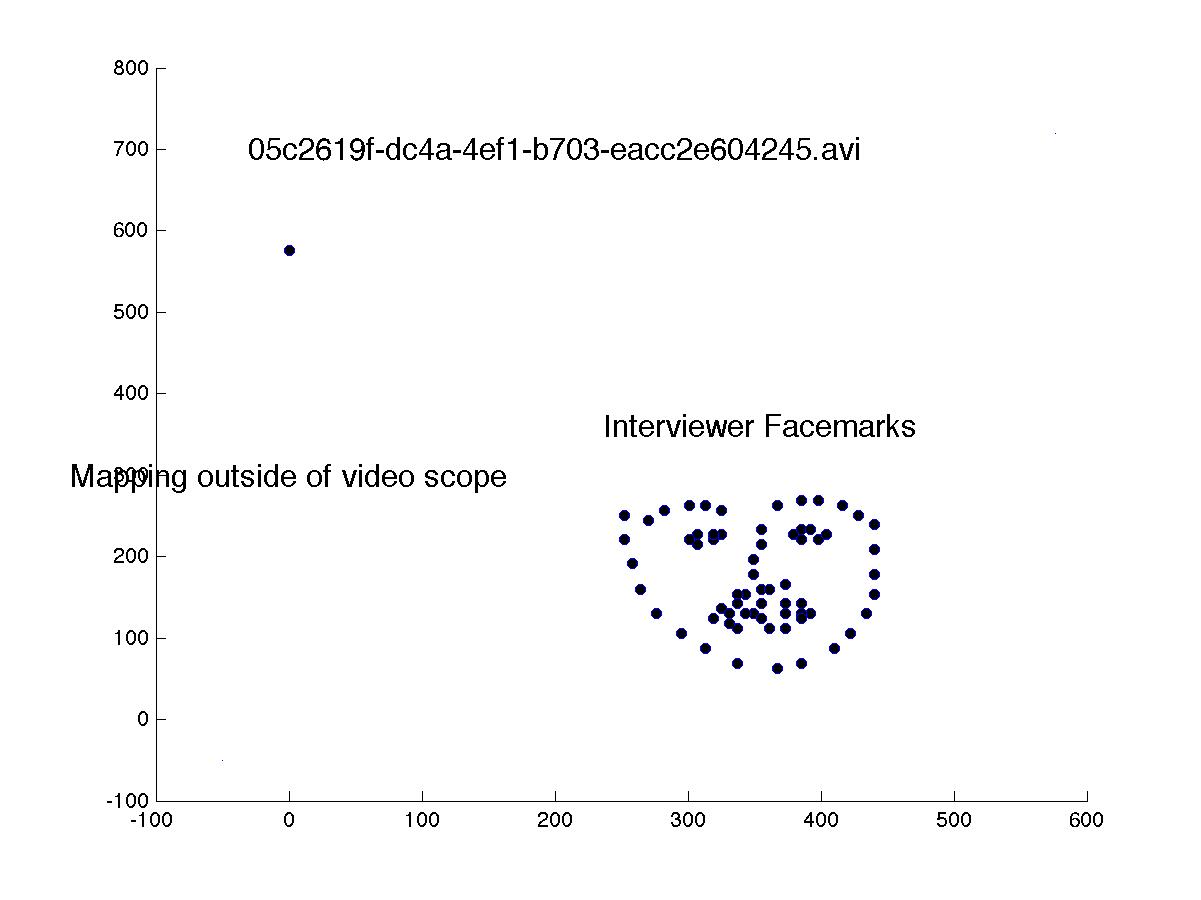 800
700
05c2619f-dc4a-4ef1-b703-eacc2e604245.avi
600
500
400
Interviewer Facemarks
300
Mapping outside of video scope
200
100
0
-100
-100 0 100 200 300 400 500 600